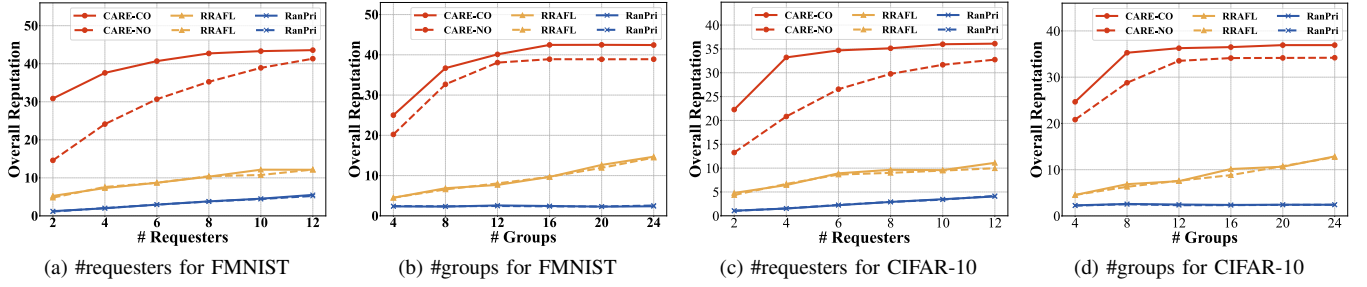 CARE-CO RRAFL RanPri
CARE-NO RRAFL RanPri
Overall Reputation
50
40
30
20
10
0
2 4 6 8 10 12
# Requesters
(a) #requesters for FMNIST
CARE-CO RRAFL RanPri
CARE-NO RRAFL RanPri
Overall Reputation
50
40
30
20
10
0
4 8 12 16 20 24
# Groups
(b) #groups for FMNIST
CARE-CO RRAFL RanPri
CARE-NO RRAFL RanPri
Overall Reputation
40
35
30
25
20
15
10
5
0
2 4 6 8 10 12
# Requesters
(c) #requesters for CIFAR-10
CARE-CO RRAFL RanPri
CARE-NO RRAFL RanPri
Overall Reputation
40
30
20
10
0
4 8 12 16 20 24
# Groups
(d) #groups for CIFAR-10